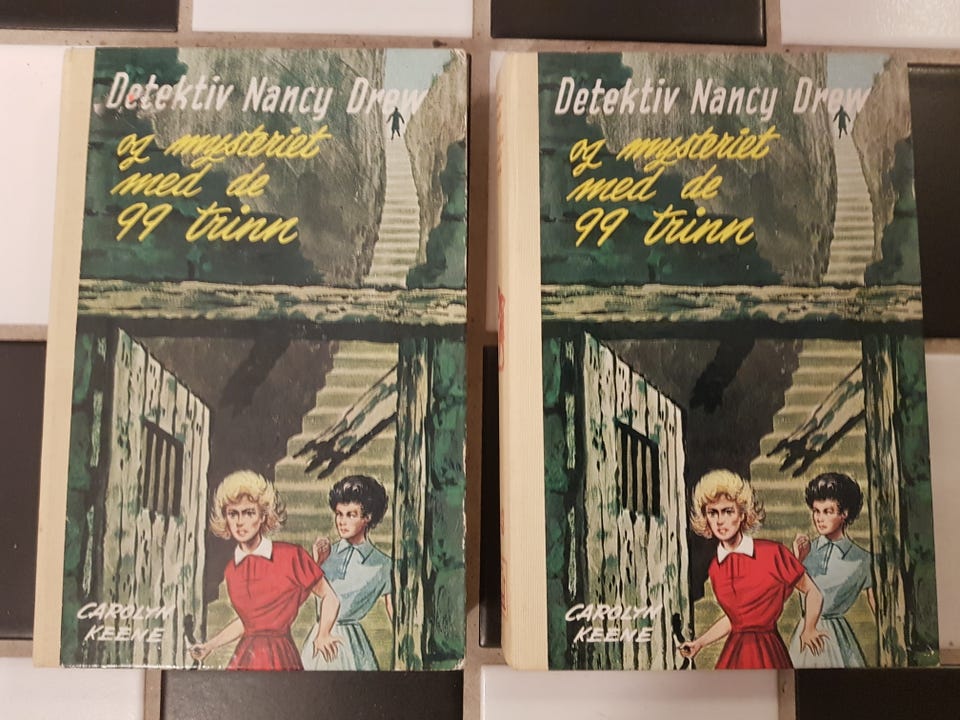 Detektiv Nancy Drew
og mysteriet
med de
99 trinn
CAROLYN
KEENE
Detektiv Nancy Drew
og mysteriet
med de
99 trinn
CAROLYN
KEENE